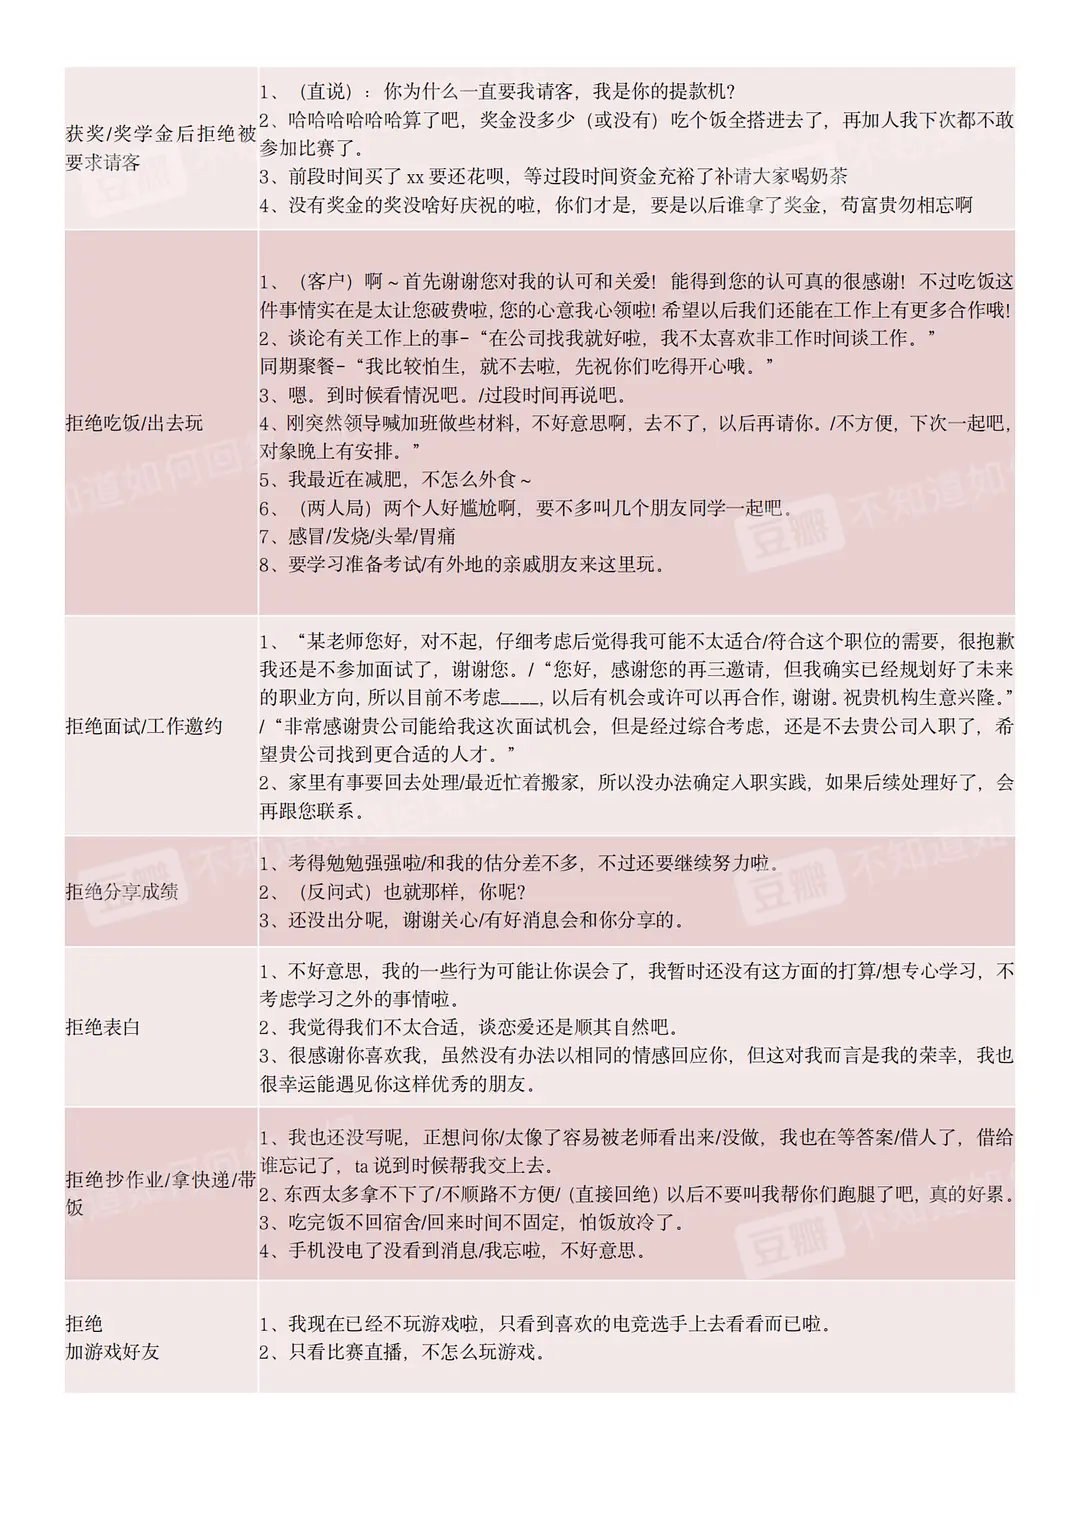 获奖/奖学金后拒绝被
要求请客
1、（直说）：你为什么一直要我请客，我是你的提款机？
2、哈哈哈哈哈哈算了吧，奖金没多少（或没有）吃个饭全搭进去了，再加人我下次都不敢
参加比赛了。
3、前段时间买了 xx 要还花呗，等过段时间资金充裕了补请大家喝奶茶
4、没有奖金的奖没啥好庆祝的啦，你们才是，要是以后谁拿了奖金，苟富贵勿相忘啊
拒绝吃饭/出去玩
1、（客户）啊～首先谢谢您对我的认可和关爱！能得到您的认可真的很感谢！不过吃饭这
件事情实在是太让您破费啦，您的心意我心领啦！希望以后我们还能在工作上有更多合作哦！
2、谈论有关工作上的事-“在公司找我就好啦，我不太喜欢非工作时间谈工作。”
同期聚餐-“我比较怕生，就不去啦，先祝你们吃得开心哦。”
3、嗯。到时候看情况吧。/过段时间再说吧。
4、刚突然领导喊加班做些材料，不好意思啊，去不了，以后再请你。/不方便，下次一起吧，
对象晚上有安排。”
5、我最近在减肥，不怎么外食～
6、（两人局）两个人好尴尬啊，要不多叫几个朋友同学一起吧。
7、感冒/发烧/头晕/胃痛
8、要学习准备考试/有外地的亲戚朋友来这里玩。
拒绝面试/工作邀约
1、“某老师您好，对不起，仔细考虑后觉得我可能不太适合/符合这个职位的需要，很抱歉
我还是不参加面试了，谢谢您。/“您好，感谢您的再三邀请，但我确实已经规划好了未来
的职业方向，所以目前不考虑____，以后有机会或许可以再合作，谢谢。祝贵机构生意兴隆。”
/“非常感谢贵公司能给我这次面试机会，但是经过综合考虑，还是不去贵公司入职了，希
望贵公司找到更合适的人才。”
2、家里有事要回去处理/最近忙着搬家，所以没办法确定入职实践，如果后续处理好了，会
再跟您联系。
拒绝分享成绩
1、考得勉勉强强啦/和我的估分差不多，不过还要继续努力啦。
2、（反问式）也就那样，你呢？
3、还没出分呢，谢谢关心/有好消息会和你分享的。
拒绝表白
1、不好意思，我的一些行为可能让你误会了，我暂时还没有这方面的打算/想专心学习，不
考虑学习之外的事情啦。
2、我觉得我们不太合适，谈恋爱还是顺其自然吧。
3、很感谢你喜欢我，虽然没有办法以相同的情感回应你，但这对我而言是我的荣幸，我也
很幸运能遇见你这样优秀的朋友。
拒绝抄作业/拿快递/带
饭
1、我也还没写呢，正想问你/太像了容易被老师看出来/没做，我也在等答案/借人了，借给
谁忘记了，ta 说到时候帮我交上去。
2、东西太多拿不下了/不顺路不方便/（直接回绝）以后不要叫我帮你们跑腿了吧，真的好累。
3、吃完饭不回宿舍/回来时间不固定，怕饭放冷了。
4、手机没电了没看到消息/我忘啦，不好意思。
拒绝
加游戏好友
1、我现在已经不玩游戏啦，只看到喜欢的电竞选手上去看看而已啦。
2、只看比赛直播，不怎么玩游戏。
豆瓣
道如何回
豆瓣 不知道如
豆瓣
豆瓣 不知道如
豆瓣